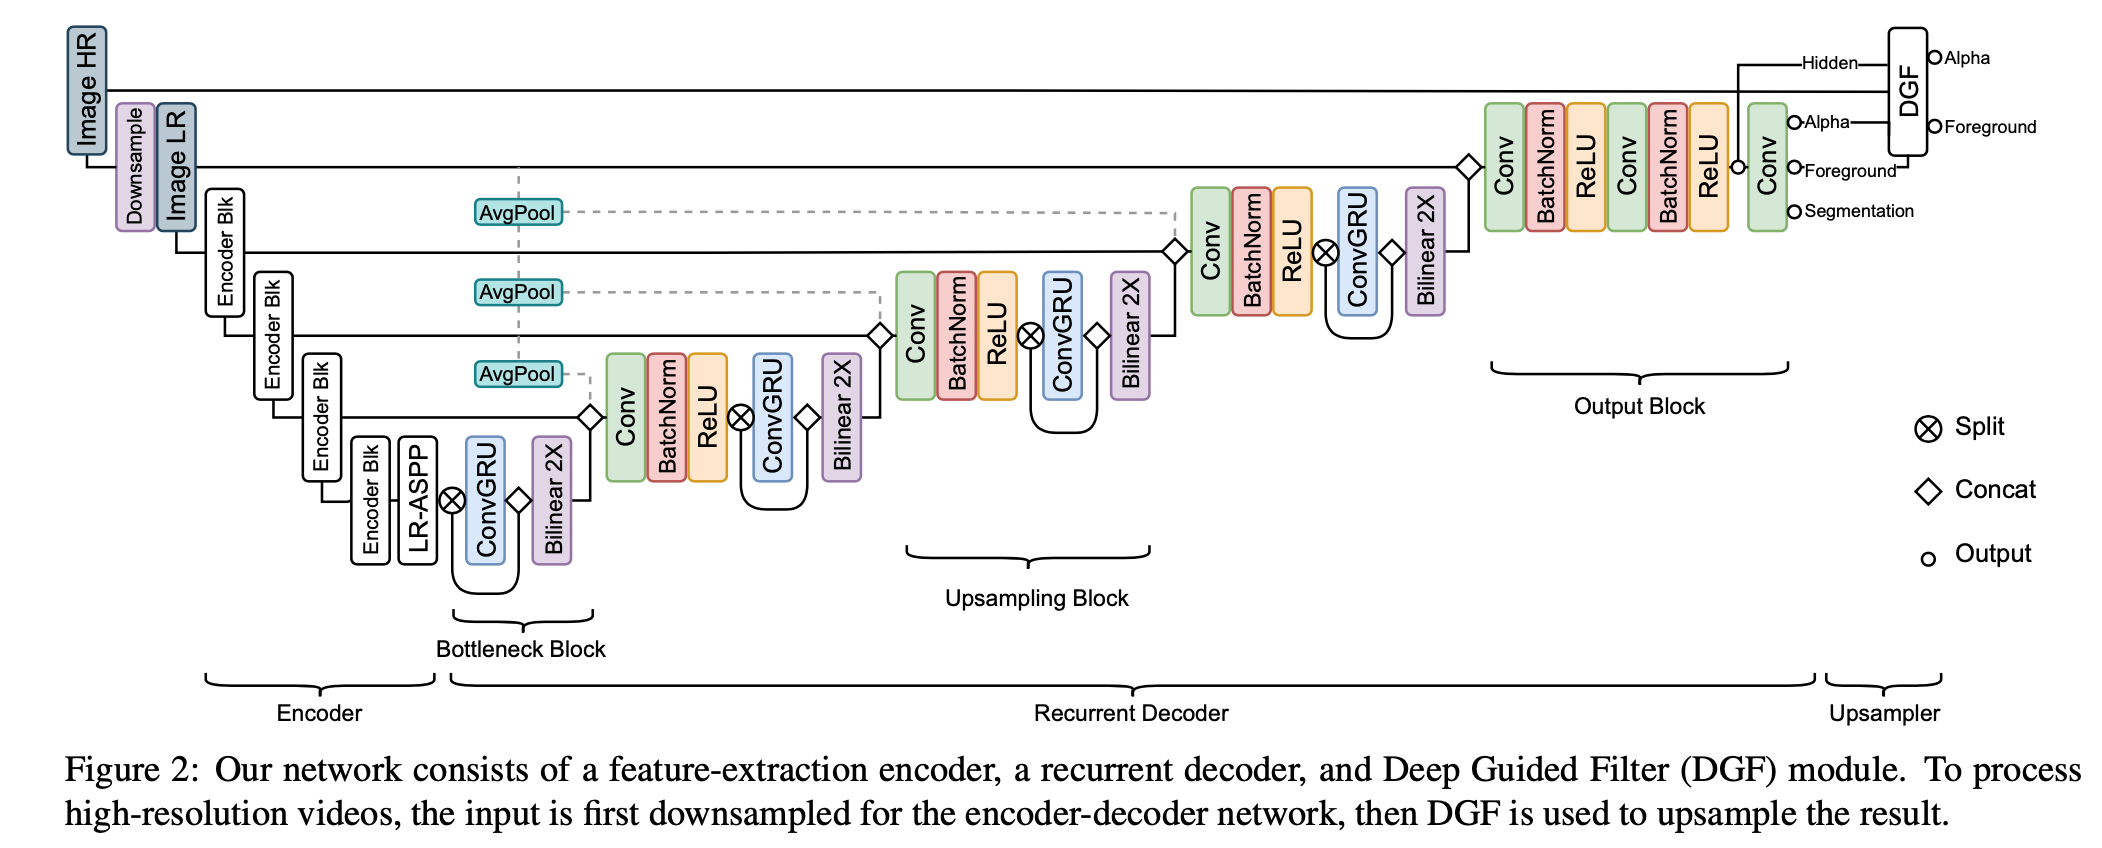 Image HR
Downsample
Image LR
Encoder Blk
Encoder Blk
Encoder Blk
Encoder Blk
LR-ASPP
ConvGRU
Bilinear 2X
AvgPool
AvgPool
AvgPool
Conv
BatchNorm
ReLU
ConvGRU
Bilinear 2X
Conv
BatchNorm
ReLU
ConvGRU
Bilinear 2X
Conv
BatchNorm
ReLU
ConvGRU
Bilinear 2X
Conv
BatchNorm
ReLU
Conv
BatchNorm
ReLU
Conv
Hidden
Alpha
Foreground
Segmentation
DGF
Alpha
Foreground
Output Block
Split
Concat
Output
Upsampling Block
Bottleneck Block
Encoder
Recurrent Decoder
Upsampler
Figure 2: Our network consists of a feature-extraction encoder, a recurrent decoder, and Deep Guided Filter (DGF) module. To process
high-resolution videos, the input is first downsampled for the encoder-decoder network, then DGF is used to upsample the result.